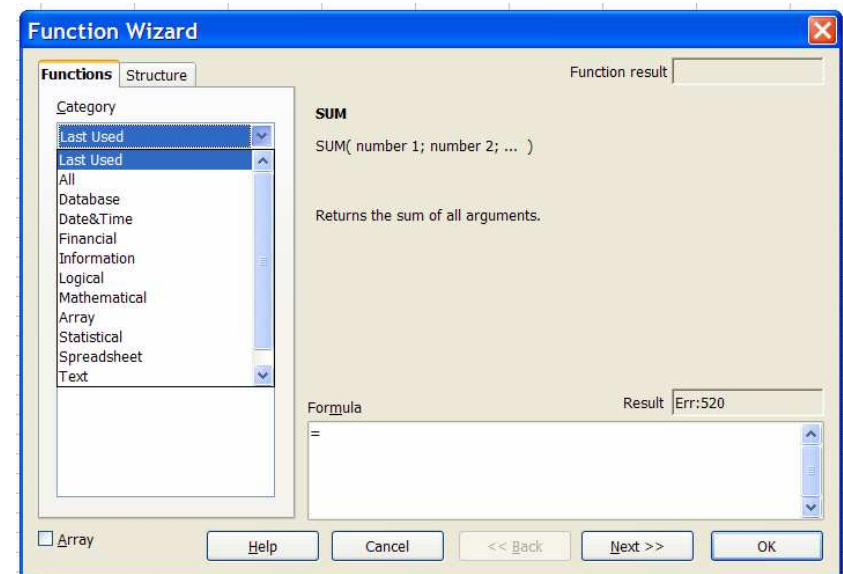 Function Wizard
Functions Structure
Function result
Category
Last Used
Last Used
All
Database
Date&Time
Financial
Information
Logical
Mathematical
Array
Statistical
Spreadsheet
Text
SUM
SUM( number 1; number 2; ... )
Returns the sum of all arguments.
Formula
Result Err:520
=
Array
Help
Cancel
<< Back
Next >>
OK